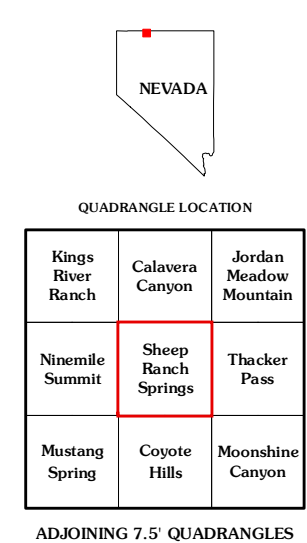 NEVADA
QUADRANGLE LOCATION
Kings
River
Ranch
Calavera
Canyon
Jordan
Meadow
Mountain
Ninemile
Summit
Sheep
Ranch
Springs
Thacker
Pass
Mustang
Spring
Coyote
Hills
Moonshine
Canyon
ADJOINING 7.5' QUADRANGLES